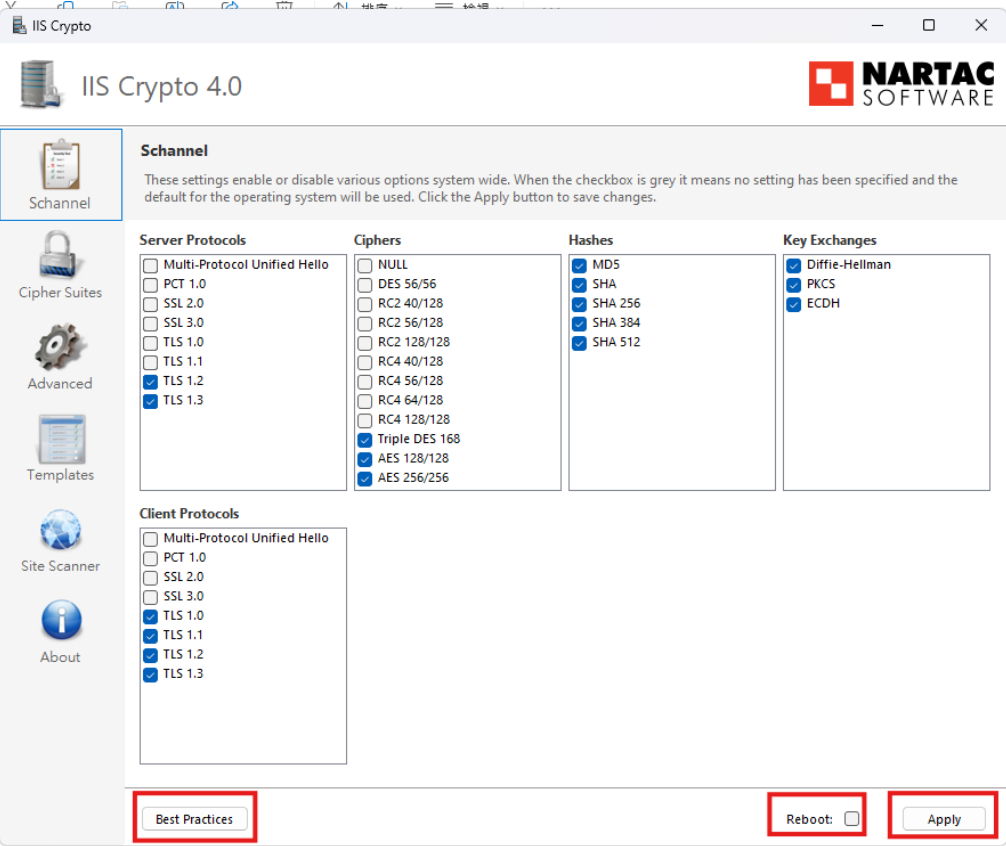 排序
檢視
IIS Crypto
IIS Crypto 4.0
NARTAC
SOFTWARE
Schannel
Cipher Suites
Advanced
Templates
Site Scanner
About
Schannel
These settings enable or disable various options system wide. When the checkbox is grey it means no setting has been specified and the
default for the operating system will be used. Click the Apply button to save changes.
Server Protocols
Multi-Protocol Unified Hello
PCT 1.0
SSL 2.0
SSL 3.0
TLS 1.0
TLS 1.1
TLS 1.2
TLS 1.3
Ciphers
NULL
DES 56/56
RC2 40/128
RC2 56/128
RC2 128/128
RC4 40/128
RC4 56/128
RC4 64/128
RC4 128/128
Triple DES 168
AES 128/128
AES 256/256
Hashes
MD5
SHA
SHA 256
SHA 384
SHA 512
Key Exchanges
Diffie-Hellman
PKCS
ECDH
Client Protocols
Multi-Protocol Unified Hello
PCT 1.0
SSL 2.0
SSL 3.0
TLS 1.0
TLS 1.1
TLS 1.2
TLS 1.3
Best Practices
Reboot:
Apply